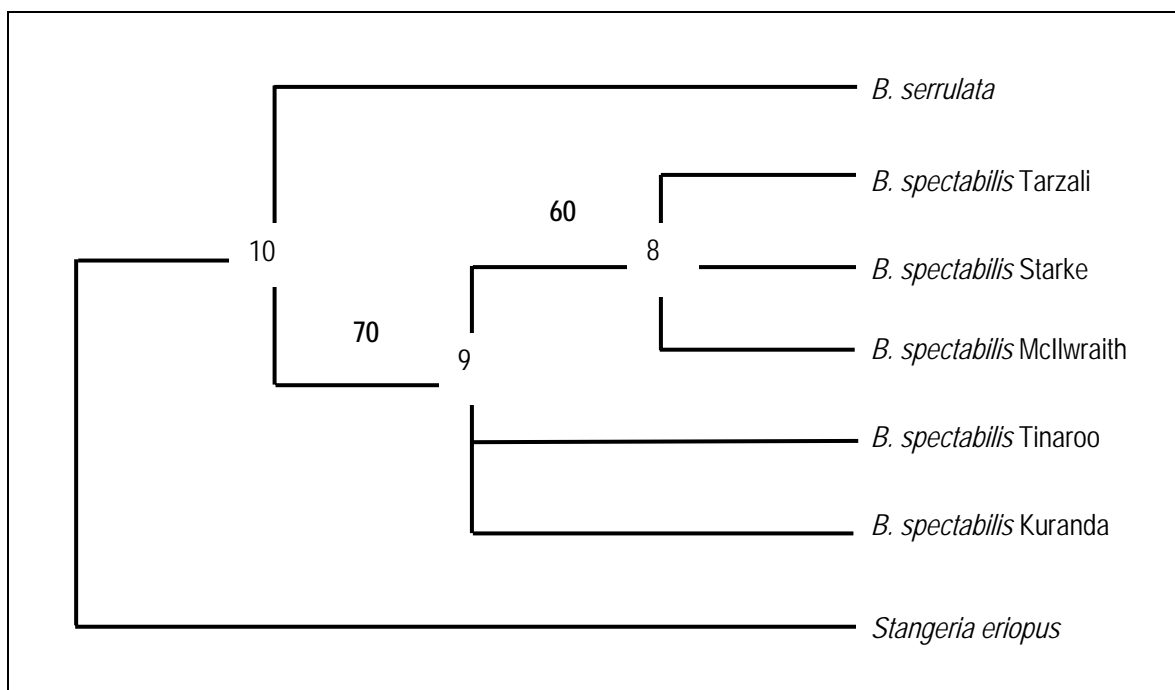 B. serrulata
B. spectabilis Tarzali
60
10
8
B. spectabilis Starke
70
9
B. spectabilis McIlwraith
B. spectabilis Tinaroo
B. spectabilis Kuranda
Stangeria eriopus